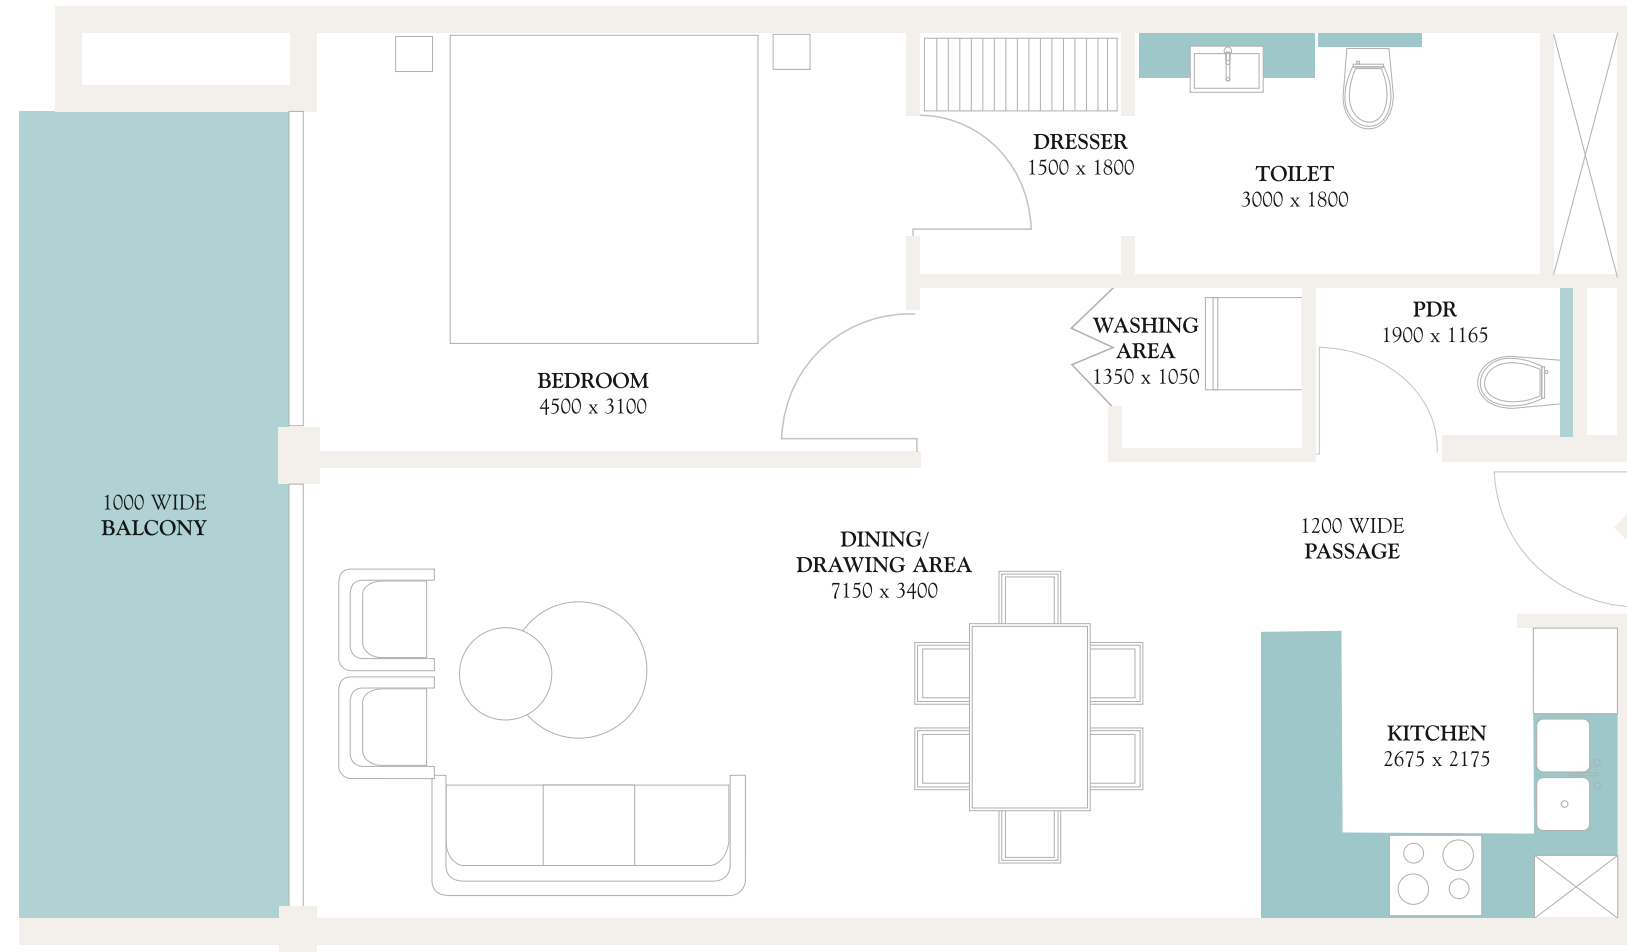 DRESSER
1500 x 1800
TOILET
3000 x 1800
PDR
1900 x 1165
WASHING
AREA
1350 x 1050
BEDROOM
4500 x 3100
1000 WIDE
BALCONY
DINING/
DRAWING AREA
7150 x 3400
1200 WIDE
PASSAGE
KITCHEN
2675 x 2175